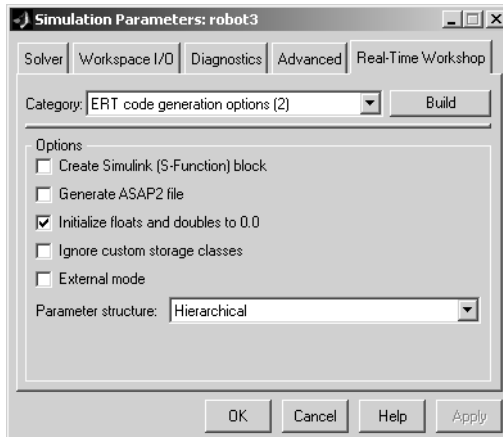 Simulation Parameters: robot3
Solver Workspace I/O Diagnostics Advanced Real-Time Workshop
Category: ERT code generation options (2) Build
Options
Create Simulink (S-Function) block
Generate ASAP2 file
Initialize floats and doubles to 0.0
Ignore custom storage classes
External mode
Parameter structure: Hierarchical
OK Cancel Help Apply